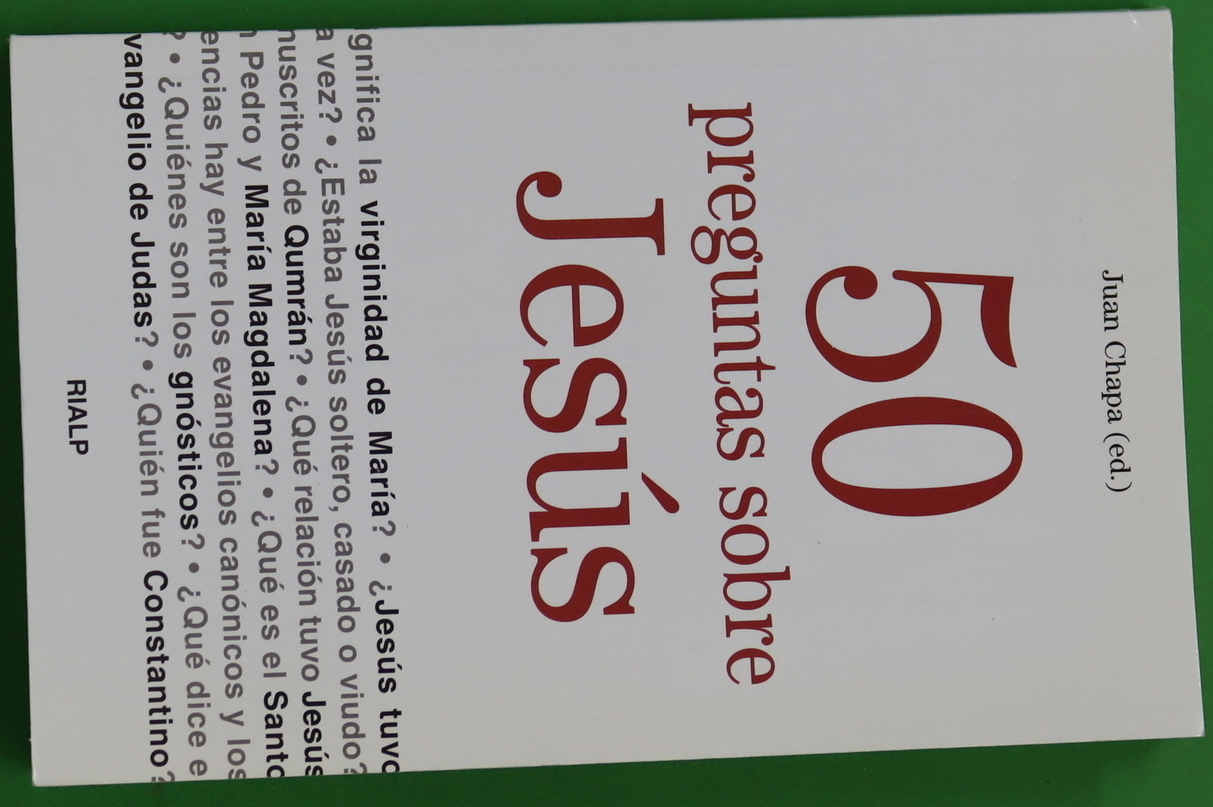 Juan Chapa (ed.)
50
preguntas sobre
Jesús
gnifica la virginidad de María? • ¿Jesús tuvo
a vez? • ¿Estaba Jesús soltero, casado o viudo?
nuscritos de Qumrán? • ¿Qué relación tuvo Jesús
n Pedro y María Magdalena? • ¿Qué es el Santo
encias hay entre los evangelios canónicos y los
? • ¿Quiénes son los gnósticos? • ¿Qué dice e
vangelio de Judas? • ¿Quién fue Constantino?
RIALP